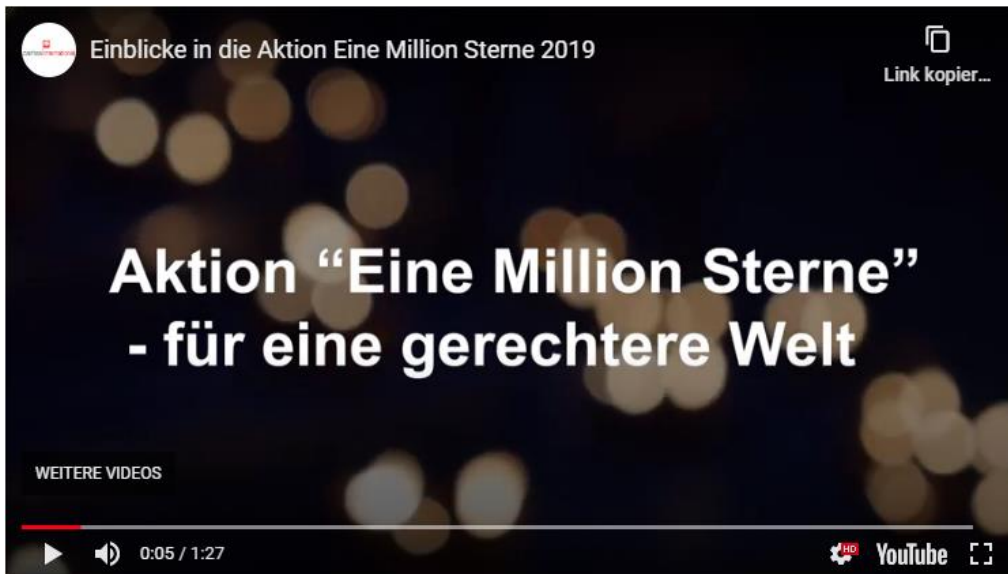 Einblicke in die Aktion Eine Million Sterne 2019
Link kopier...
Aktion “Eine Million Sterne”
- für eine gerechtere Welt
WEITERE VIDEOS
0:05 / 1:27
HD
YouTube